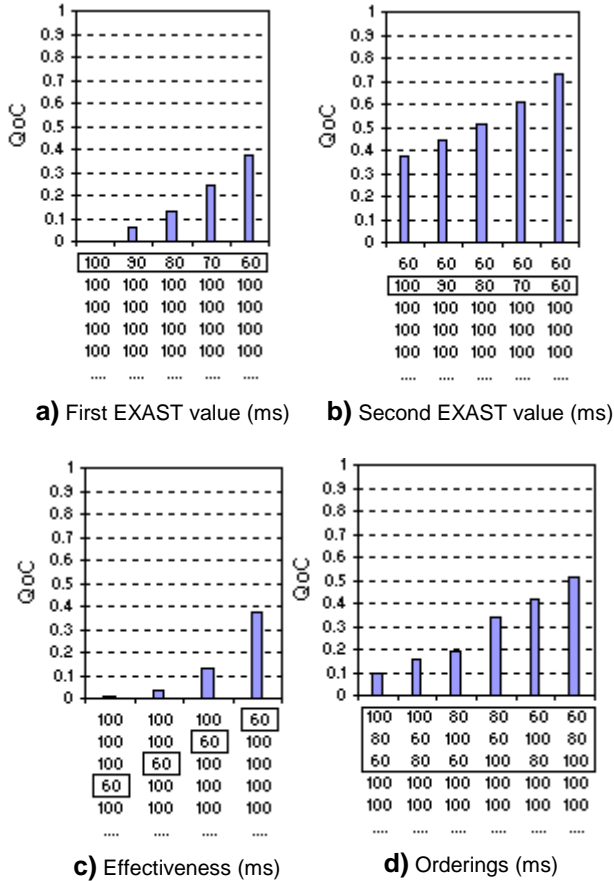 QoC
1
0.9
0.8
0.7
0.6
0.5
0.4
0.3
0.2
0.1
0
100 90 80 70 60
100 100 100 100 100
100 100 100 100 100
100 100 100 100 100
100 100 100 100 100
.... .... .... .... ....
a) First EXAST value (ms)
QoC
1
0.9
0.8
0.7
0.6
0.5
0.4
0.3
0.2
0.1
0
60 60 60 60 60
100 90 80 70 60
100 100 100 100 100
100 100 100 100 100
100 100 100 100 100
.... .... .... .... ....
b) Second EXAST value (ms)
QoC
1
0.9
0.8
0.7
0.6
0.5
0.4
0.3
0.2
0.1
0
100 100 100 60
100 100 60 100
100 60 100 100
60 100 100 100
100 100 100 100
.... .... .... ....
c) Effectiveness (ms)
QoC
1
0.9
0.8
0.7
0.6
0.5
0.4
0.3
0.2
0.1
0
100 100 80 80 60 60
80 60 100 60 100 80
60 80 60 100 80 100
100 100 100 100 100 100
100 100 100 100 100 100
.... .... .... .... .... ....
d) Orderings (ms)